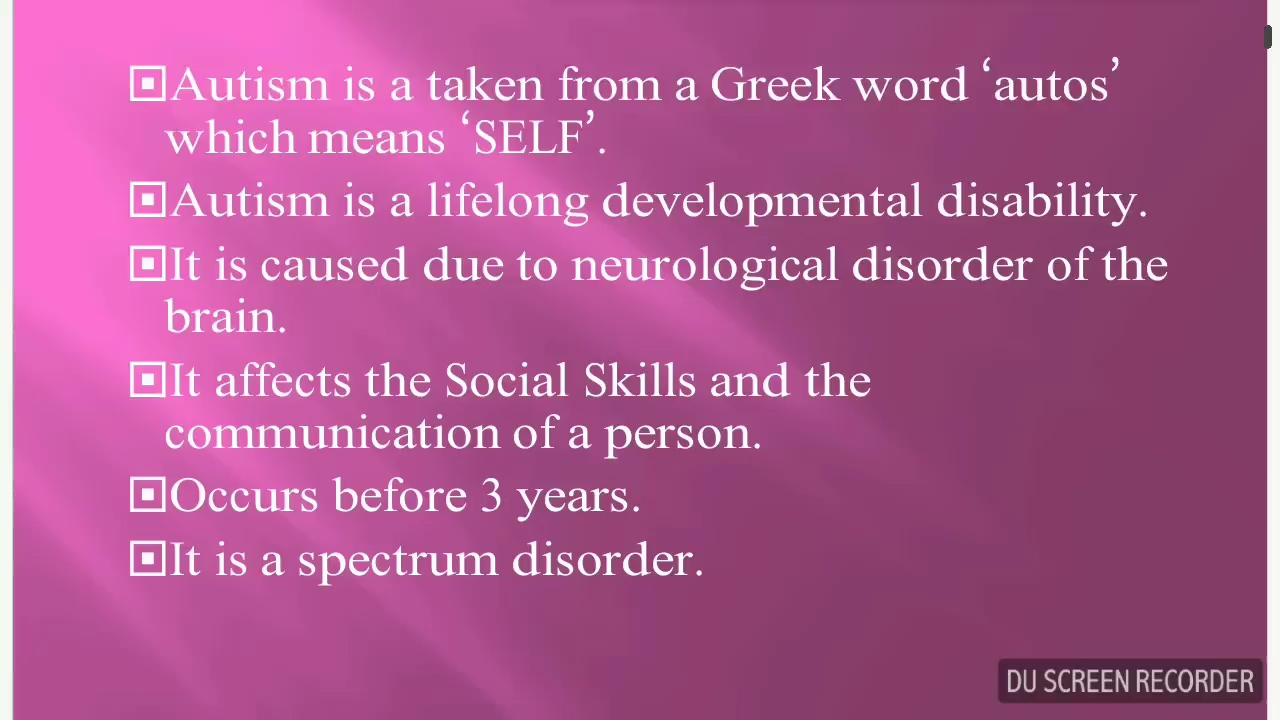 Autism is a taken from a Greek word ‘autos’
which means ‘SELF’.
Autism is a lifelong developmental disability.
It is caused due to neurological disorder of the
brain.
It affects the Social Skills and the
communication of a person.
Occurs before 3 years.
It is a spectrum disorder.
DU SCREEN RECORDER